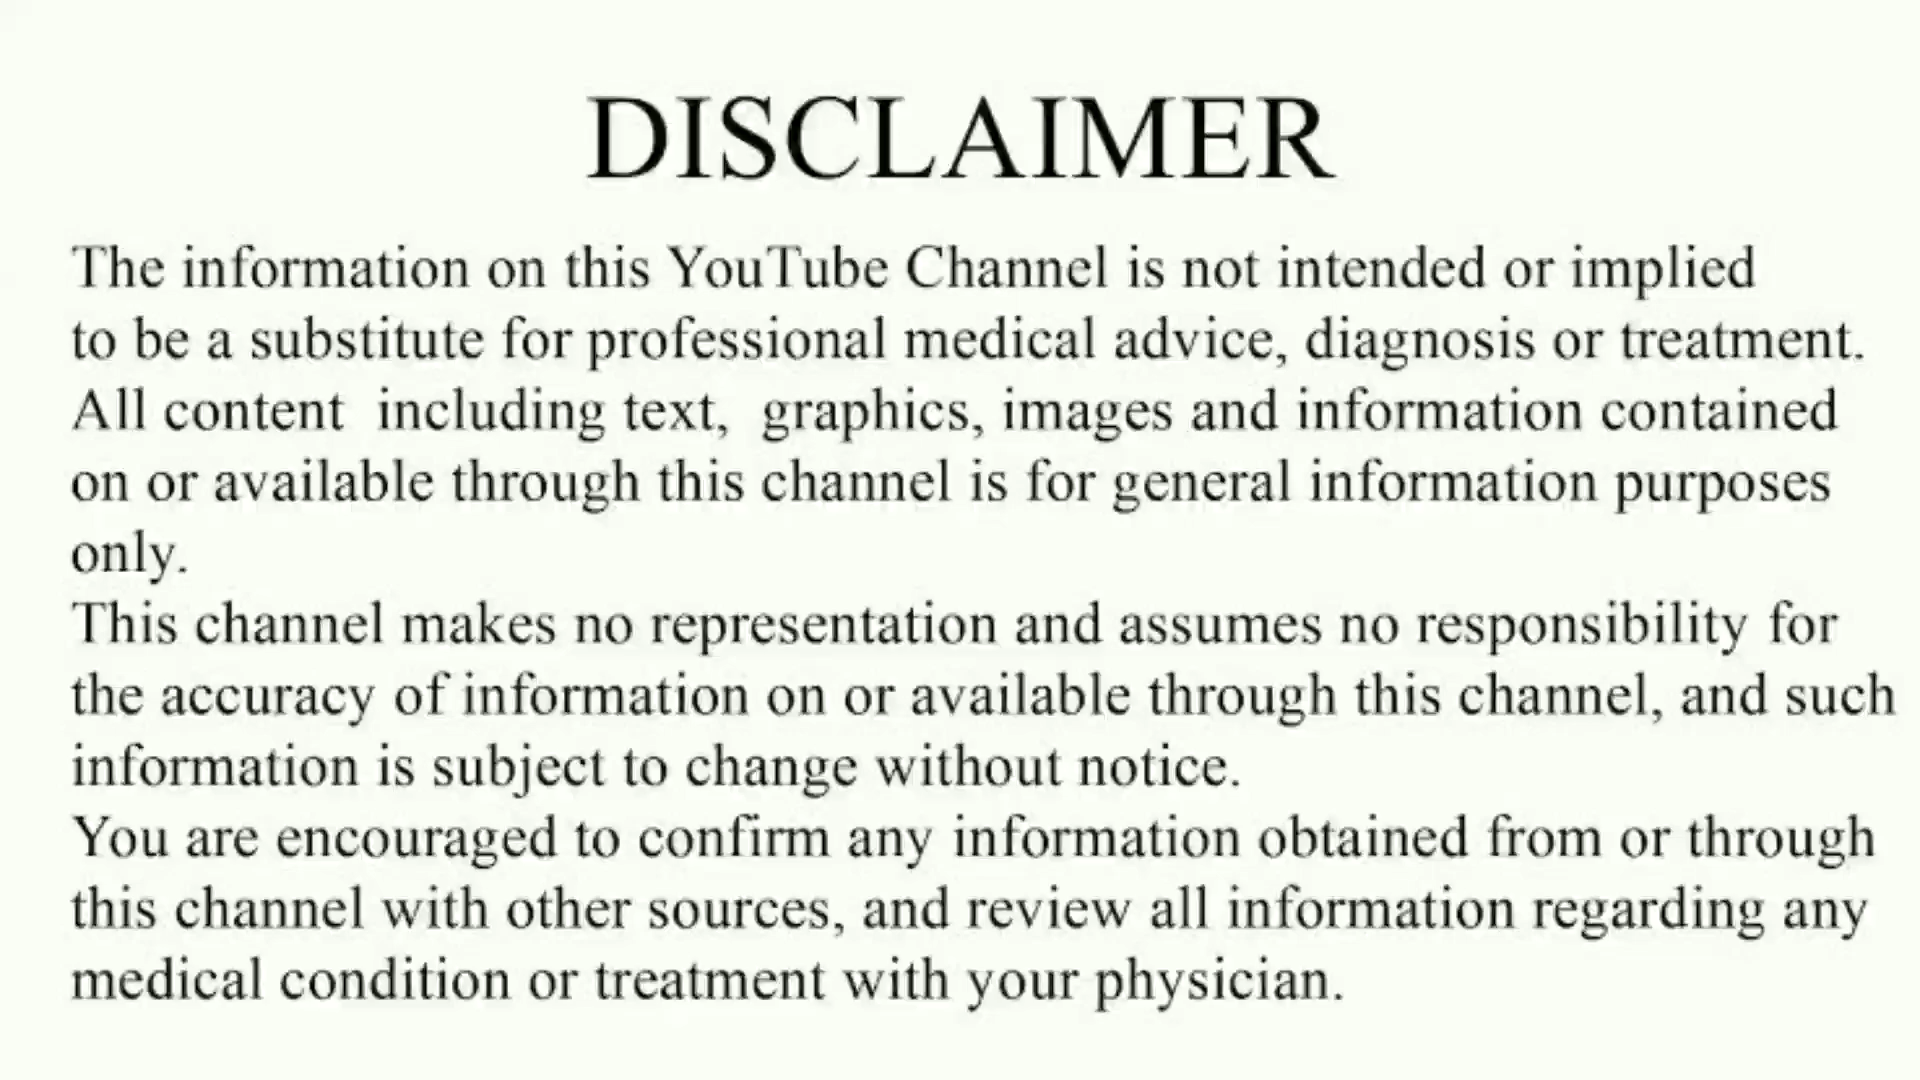 DISCLAIMER
The information on this YouTube Channel is not intended or implied
to be a substitute for professional medical advice, diagnosis or treatment.
All content  including text,  graphics, images and information contained
on or available through this channel is for general information purposes
only.
This channel makes no representation and assumes no responsibility for
the accuracy of information on or available through this channel, and such
information is subject to change without notice.
You are encouraged to confirm any information obtained from or through
this channel with other sources, and review all information regarding any
medical condition or treatment with your physician.